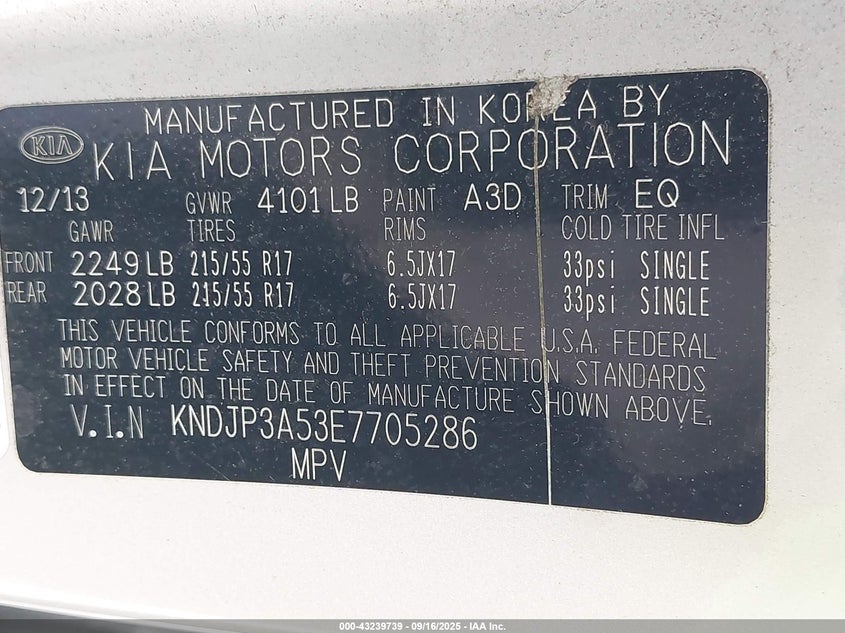 MANUFACTURED IN KOREA BY
KIA KIA MOTORS CORPORATION
12/13 GVWR 4101 LB PAINT A3D TRIM EQ
GAWR TIRES RIMS COLD TIRE INFL
FRONT 2249 LB 215/55 R17 6.5JX17 33psi SINGLE
REAR 2028 LB 215/55 R17 6.5JX17 33psi SINGLE
THIS VEHICLE CONFORMS TO ALL APPLICABLE U.S.A. FEDERAL
MOTOR VEHICLE SAFETY AND THEFT PREVENTION STANDARDS
IN EFFECT ON THE DATE OF MANUFACTURE SHOWN ABOVE.
V.I.N KNDJP3A53E7705286
MPV
000-43239739 - 09/16/2025 - IAA Inc.